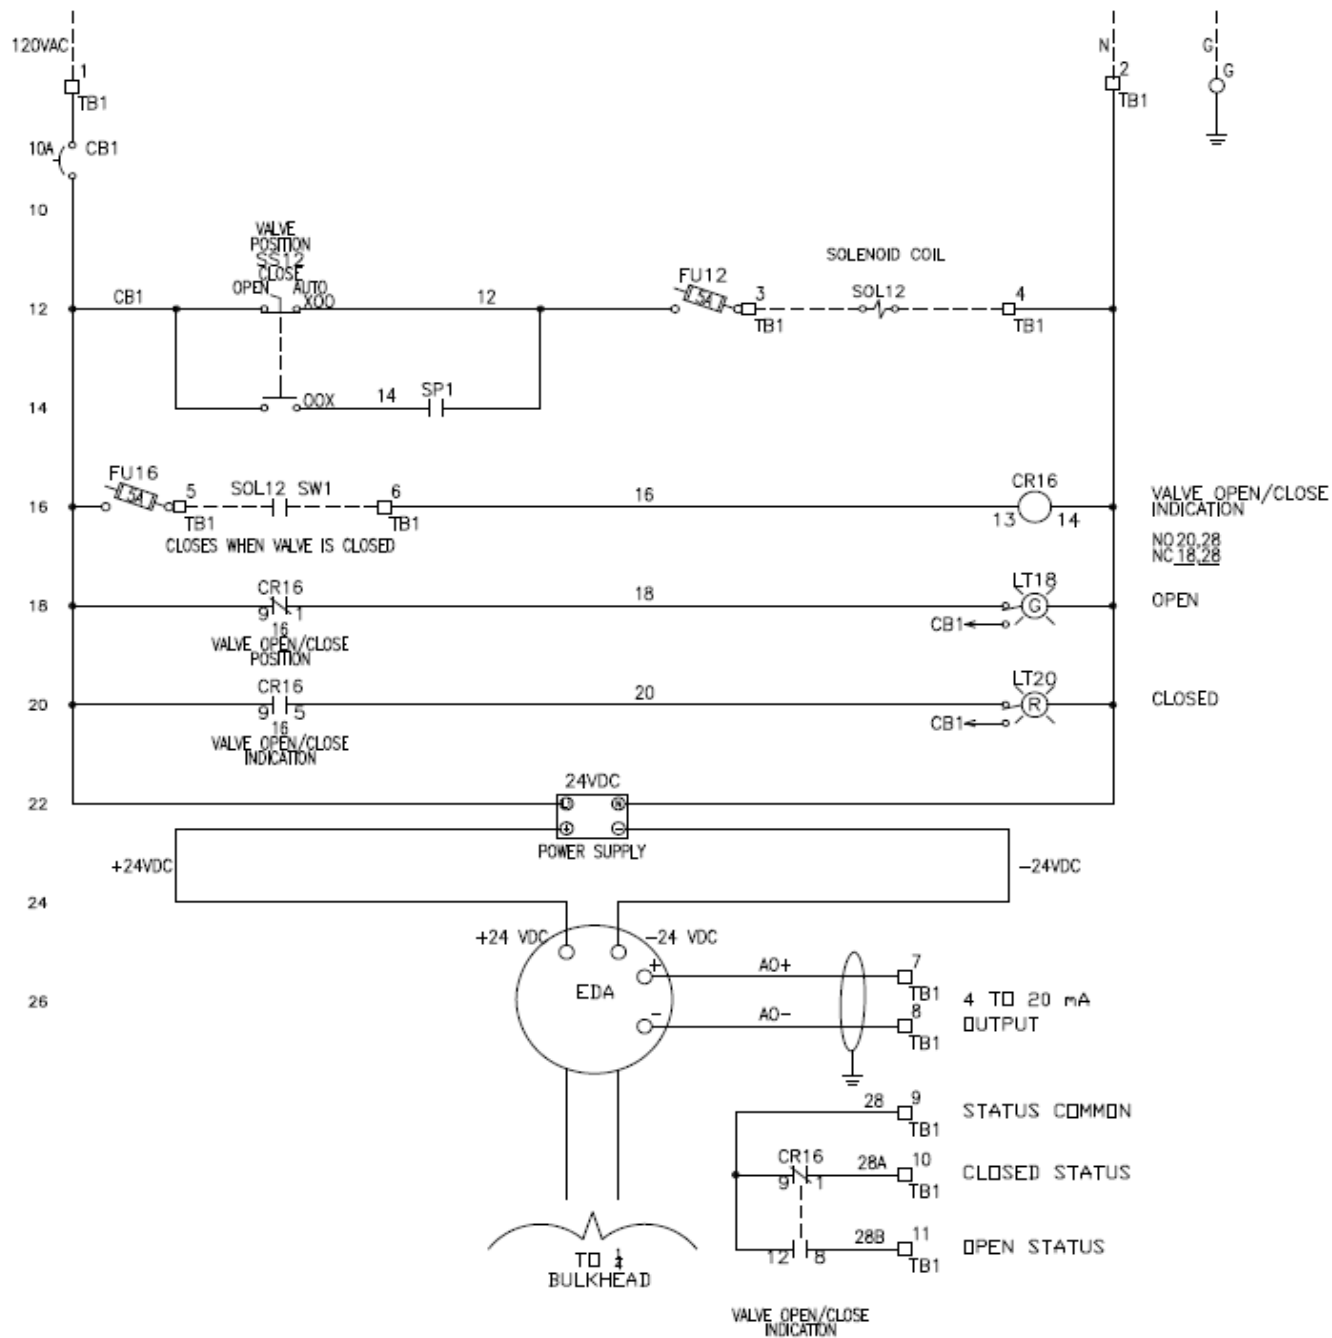 120VAC
N
G
1
TB1
2
TB1
G
10A CB1
10
VALVE
POSITION
SS12
CLOSE
OPEN AUTO
XOO
12
CB1
12
FU12
.5A
3
TB1
SOLENOID COIL
SOL12
4
TB1
14
OOX
14
SP1
16
FU16
.5A
5
TB1
SOL12 SW1
6
TB1
CLOSES WHEN VALVE IS CLOSED
16
CR16
13 14
VALVE OPEN/CLOSE
INDICATION
NO 20,28
NC 18,28
18
CR16
9 1
16
VALVE OPEN/CLOSE
POSITION
18
LT18
G
CB1
OPEN
20
CR16
9 5
16
VALVE OPEN/CLOSE
INDICATION
20
LT20
R
CB1
CLOSED
22
24VDC
L1 N
+ -
POWER SUPPLY
+24VDC
-24VDC
24
+24 VDC
-24 VDC
26
EDA
+
-
AO+
AO-
7
TB1
8
TB1
4 TO 20 mA
OUTPUT
28
9
TB1
STATUS COMMON
CR16
9 1
28A
10
TB1
CLOSED STATUS
12 8
28B
11
TB1
OPEN STATUS
TO 1/4
BULKHEAD
VALVE OPEN/CLOSE
INDICATION